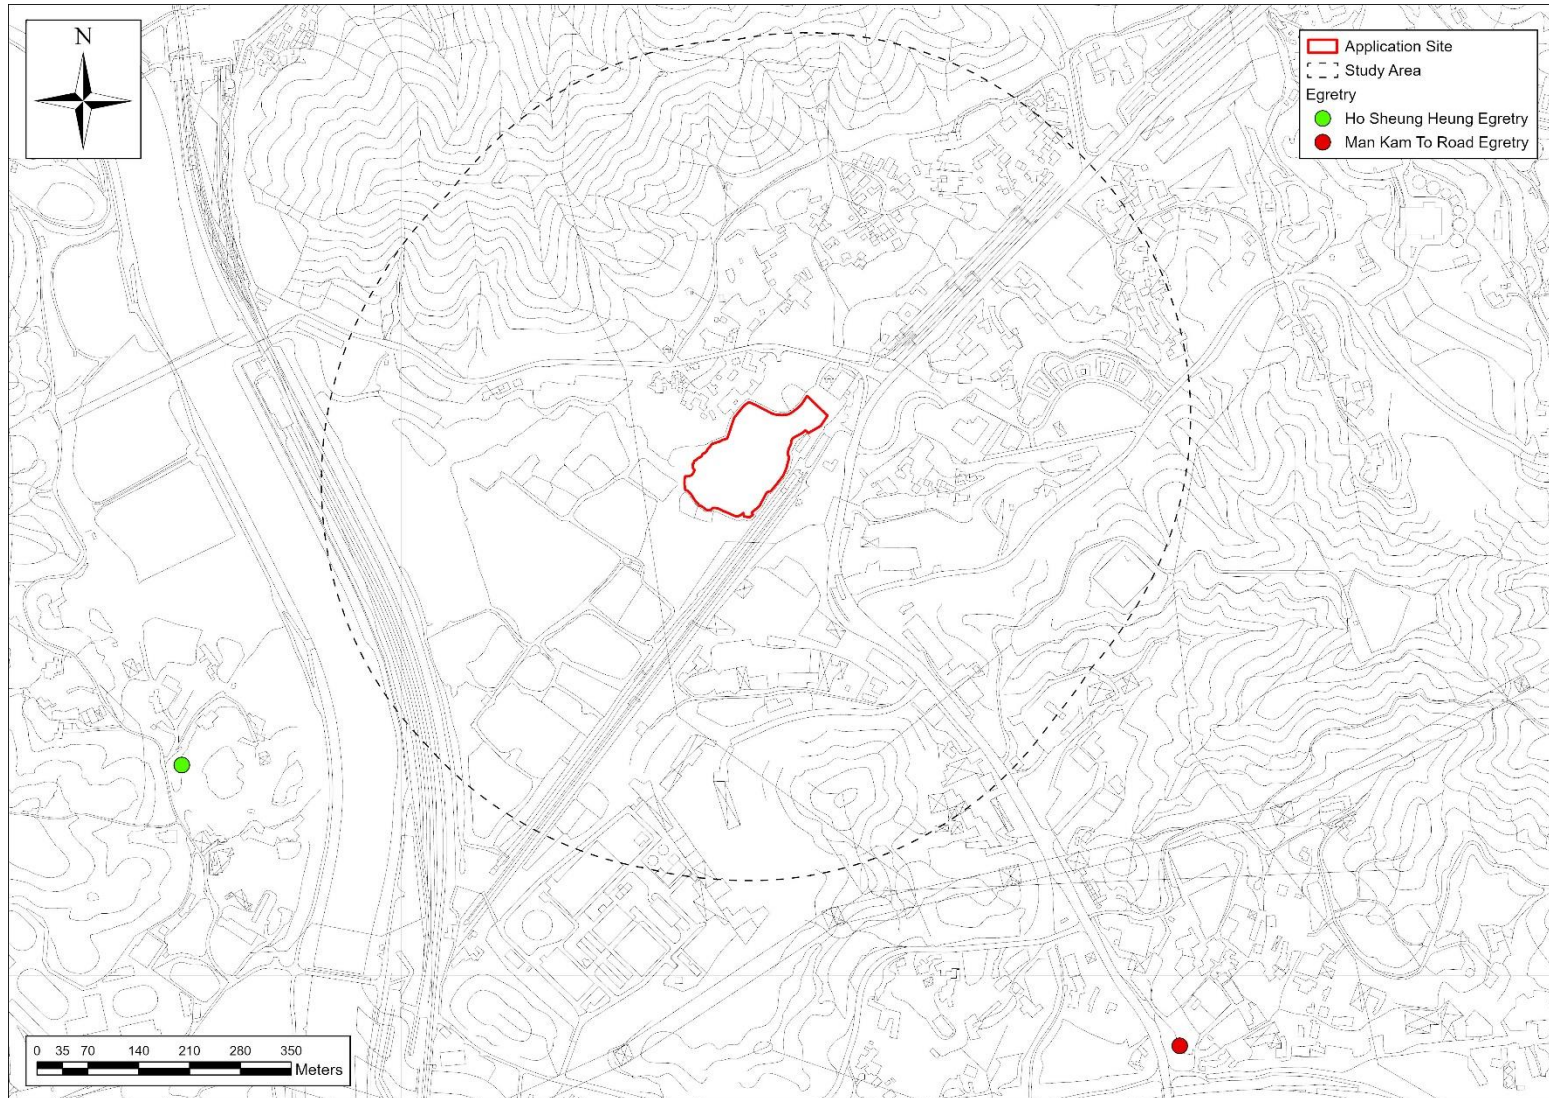 N
Application Site
Study Area
Egretry
Ho Sheung Heung Egretry
Man Kam To Road Egretry
0 35 70 140 210 280 350
Meters